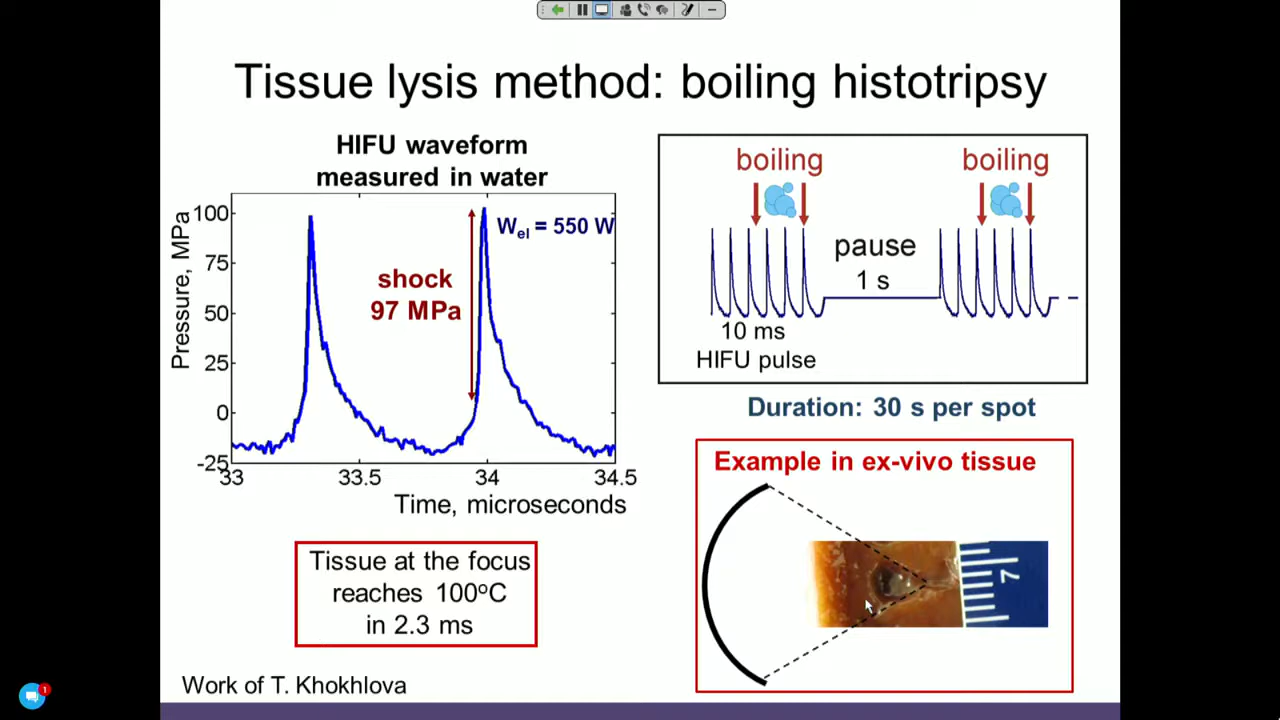 Tissue lysis method: boiling histotripsy
HIFU waveform
measured in water
100
75
50
25
0
-25
Pressure, MPa
Wel = 550 W
shock
97 MPa
33
33.5
34
34.5
Time, microseconds
Tissue at the focus
reaches 100oC
in 2.3 ms
Work of T. Khokhlova
boiling
boiling
pause
1 s
10 ms
HIFU pulse
Duration: 30 s per spot
Example in ex-vivo tissue
7
1